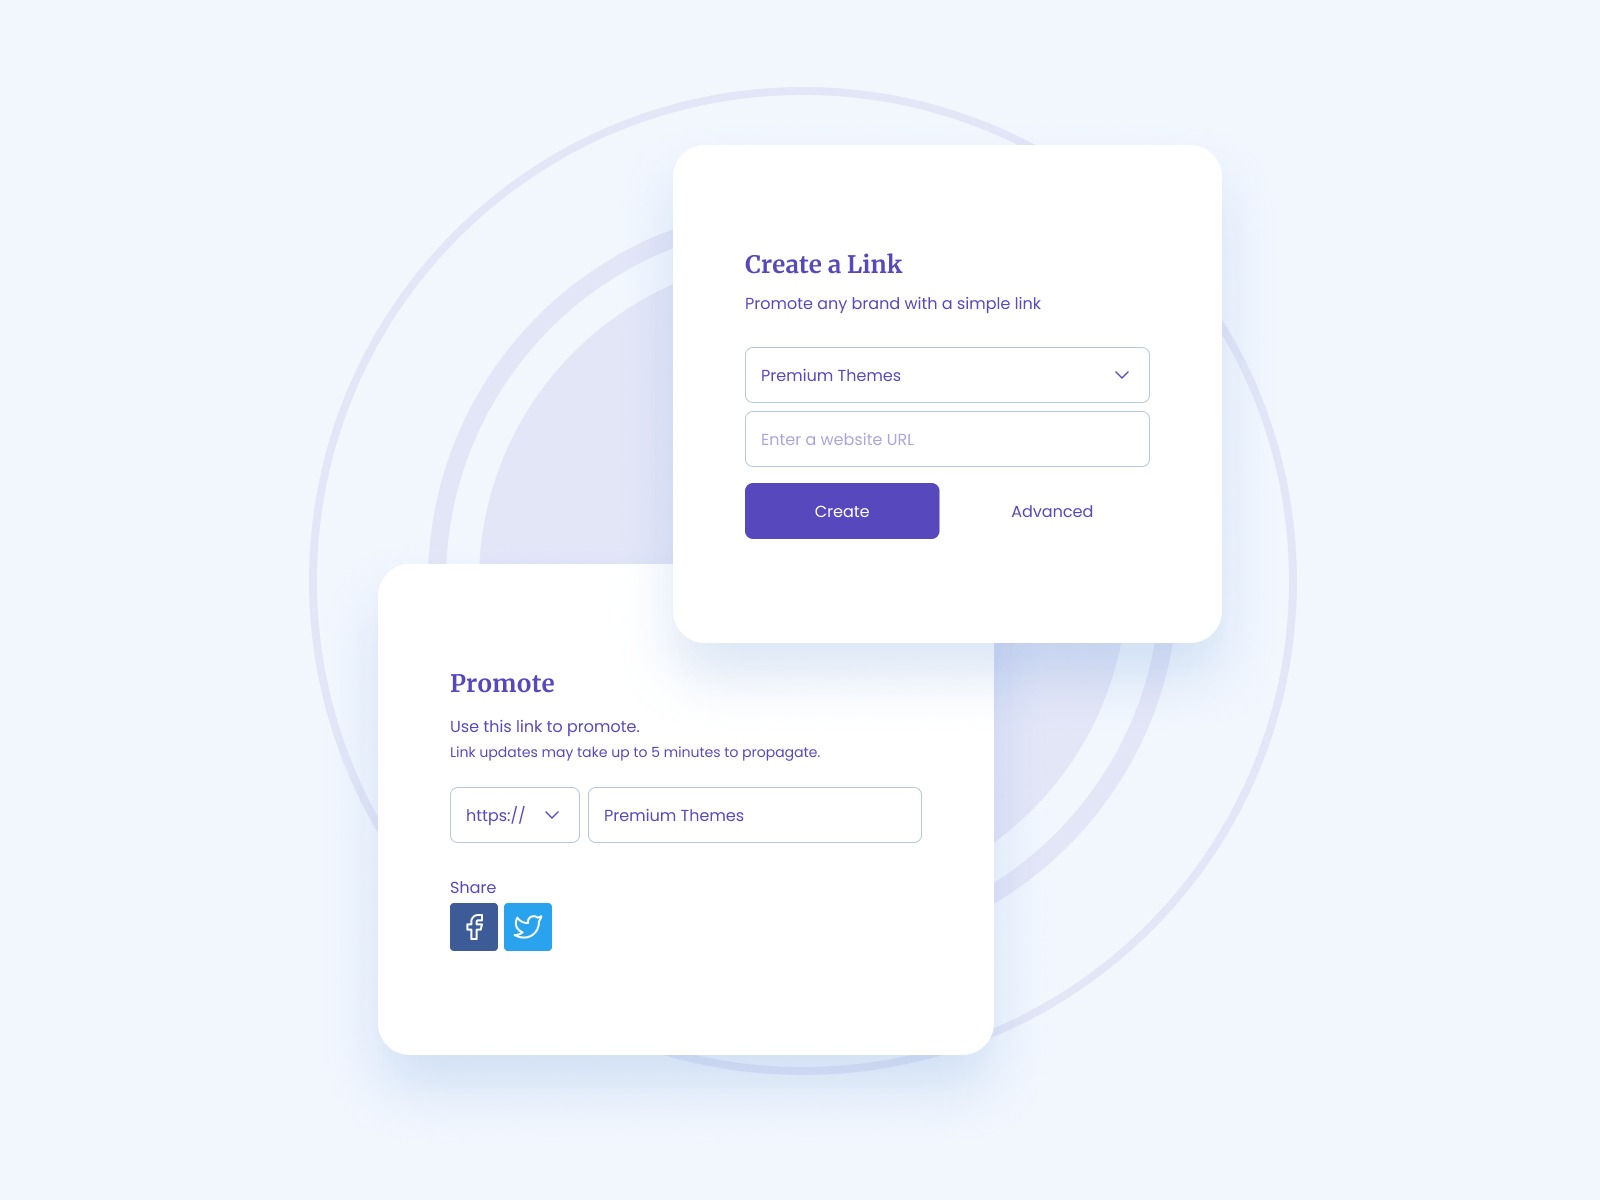 Create a Link
Promote any brand with a simple link
Premium Themes
Enter a website URL
Create
Advanced
Promote
Use this link to promote.
Link updates may take up to 5 minutes to propagate.
https://
Premium Themes
Share